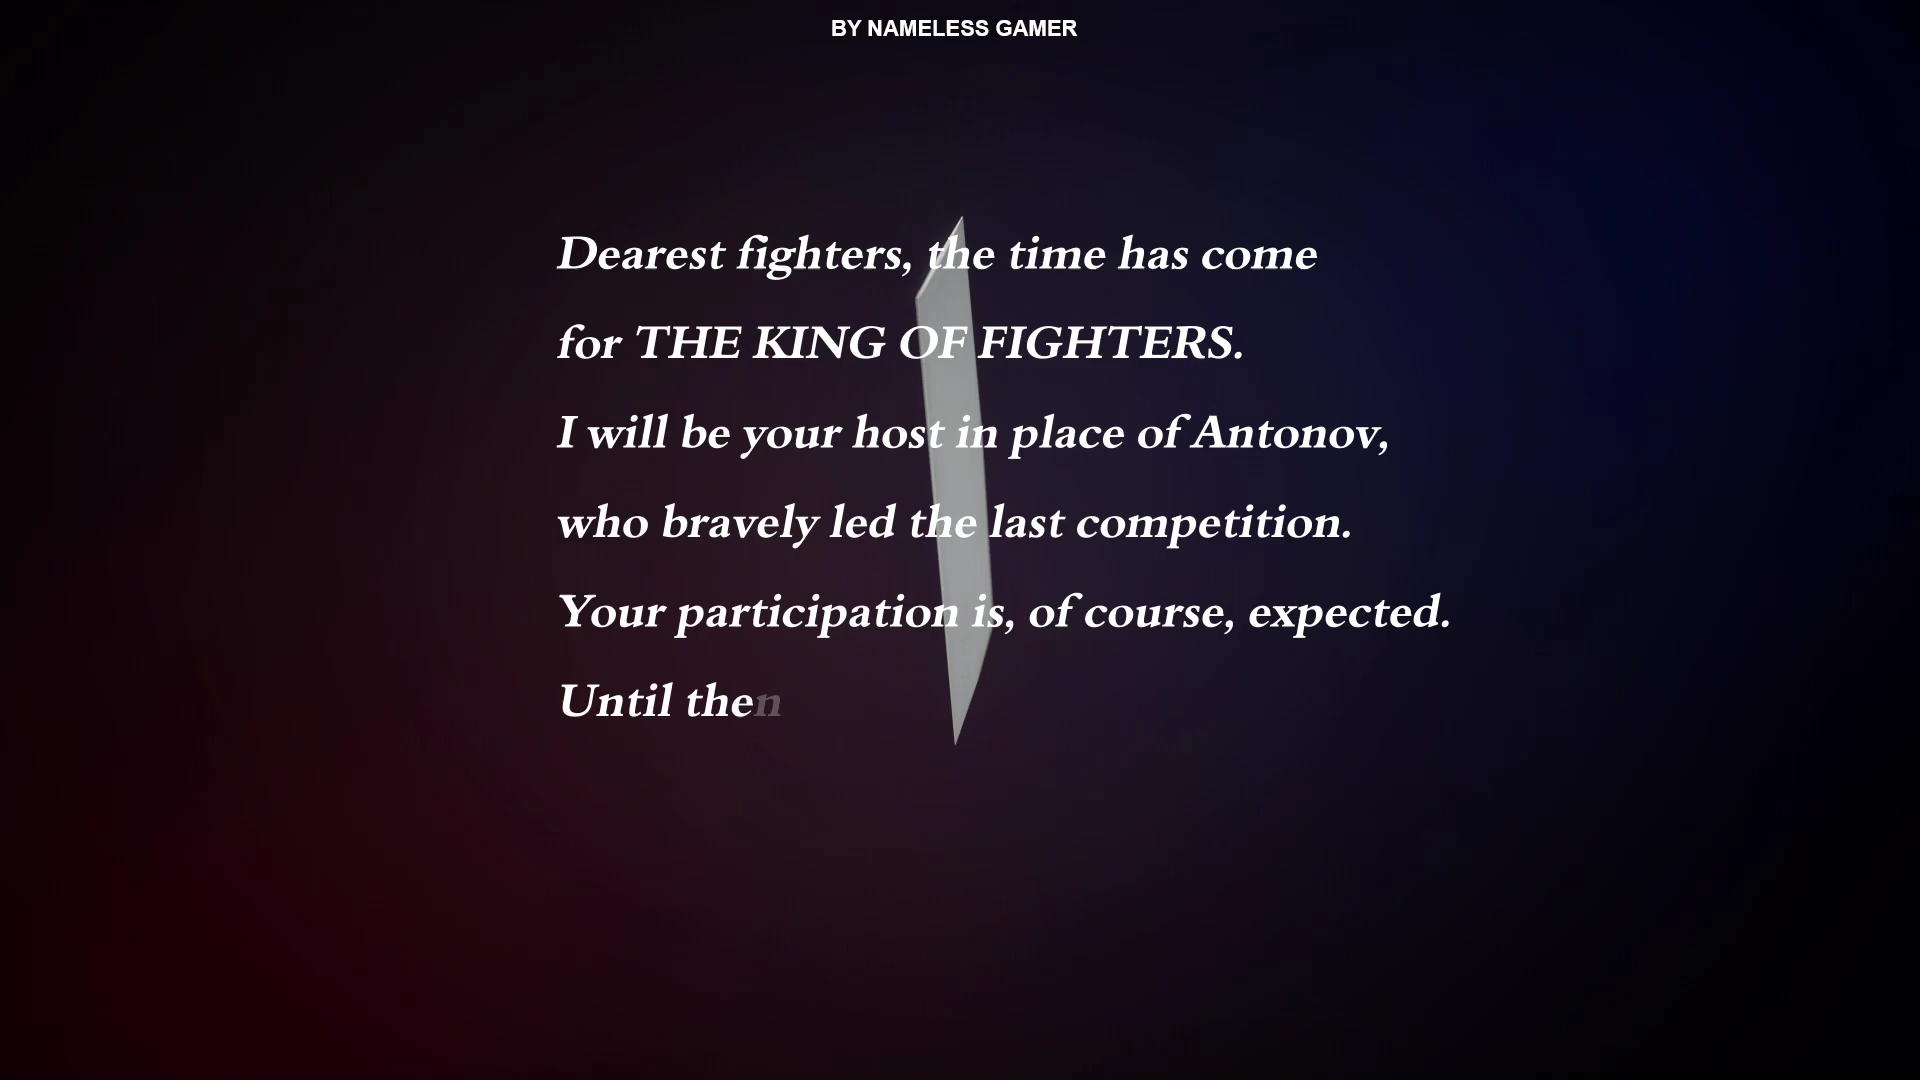 BY NAMELESS GAMER
Dearest fighters, the time has come
for THE KING OF FIGHTERS.
I will be your host in place of Antonov,
who bravely led the last competition.
Your participation is, of course, expected.
Until then